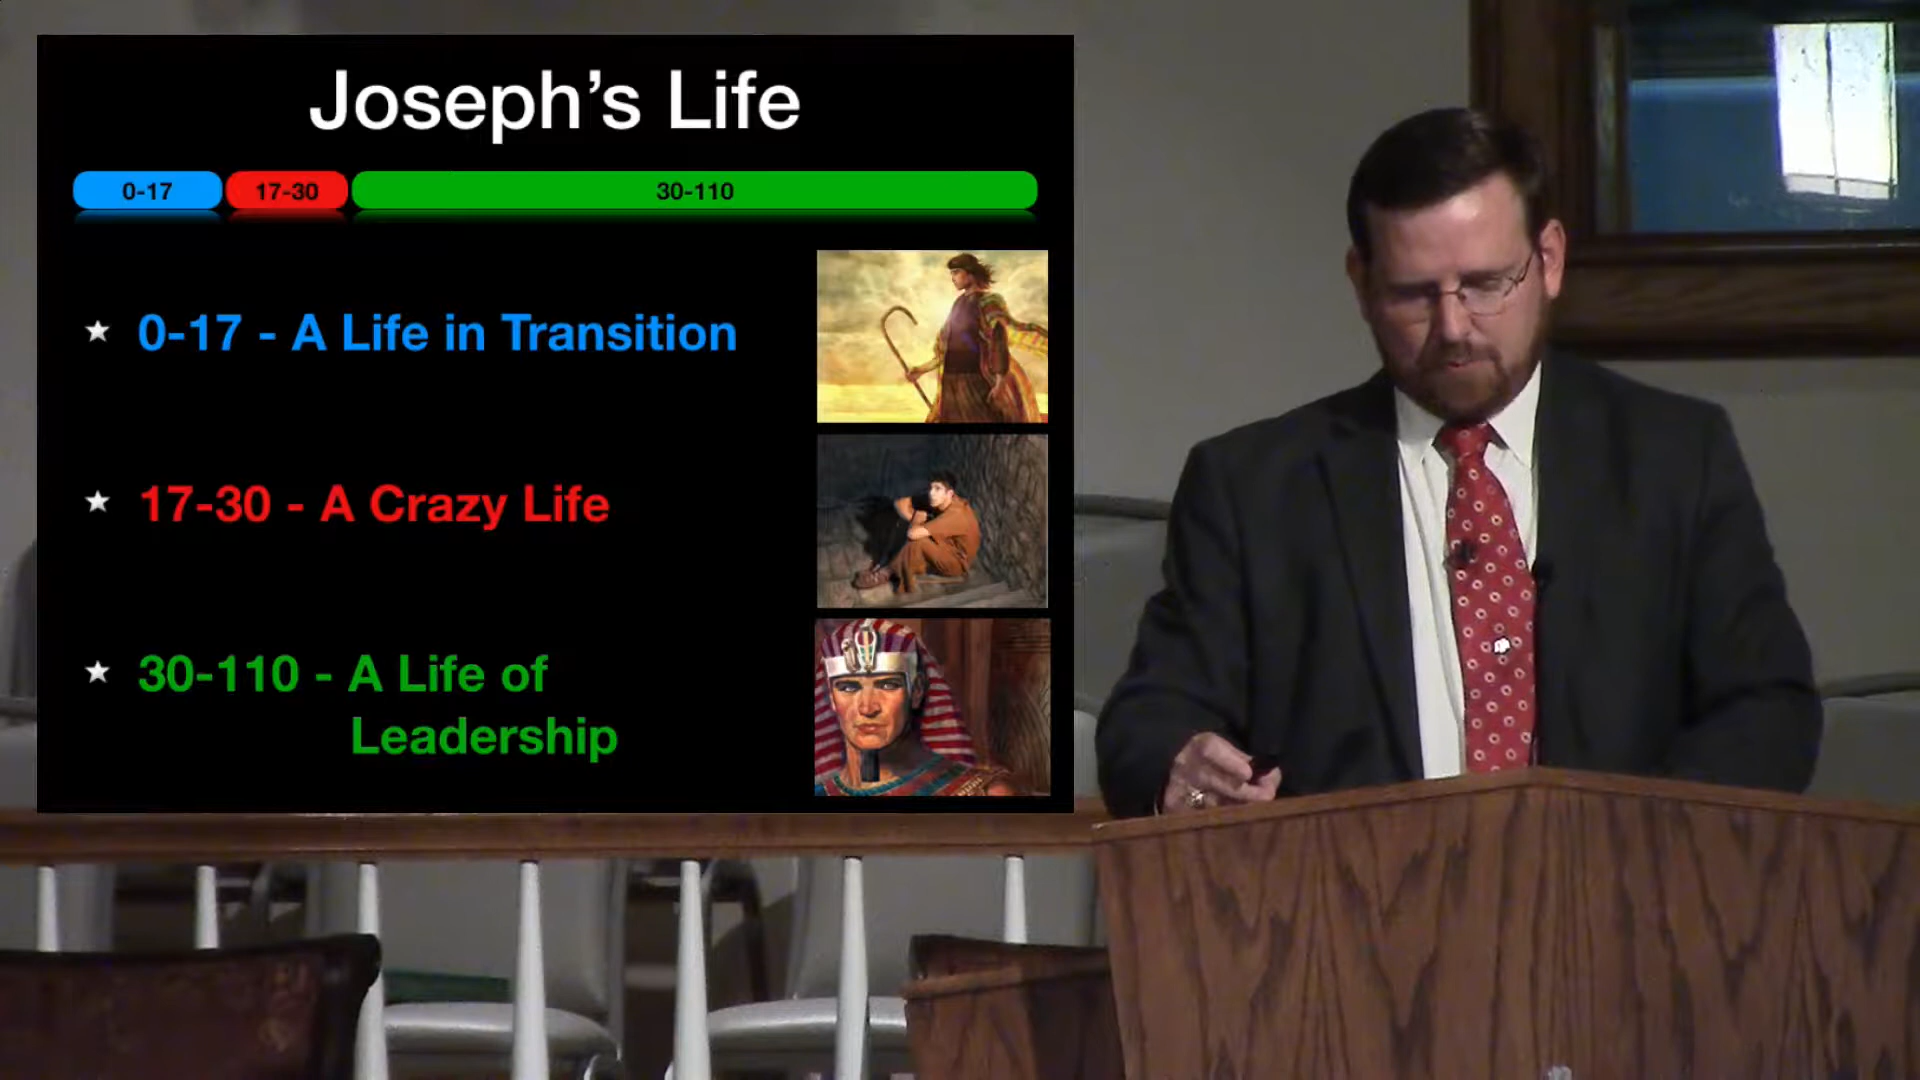 Joseph’s Life
0-17 17-30 30-110
0-17 - A Life in Transition
17-30 - A Crazy Life
30-110 - A Life of
Leadership